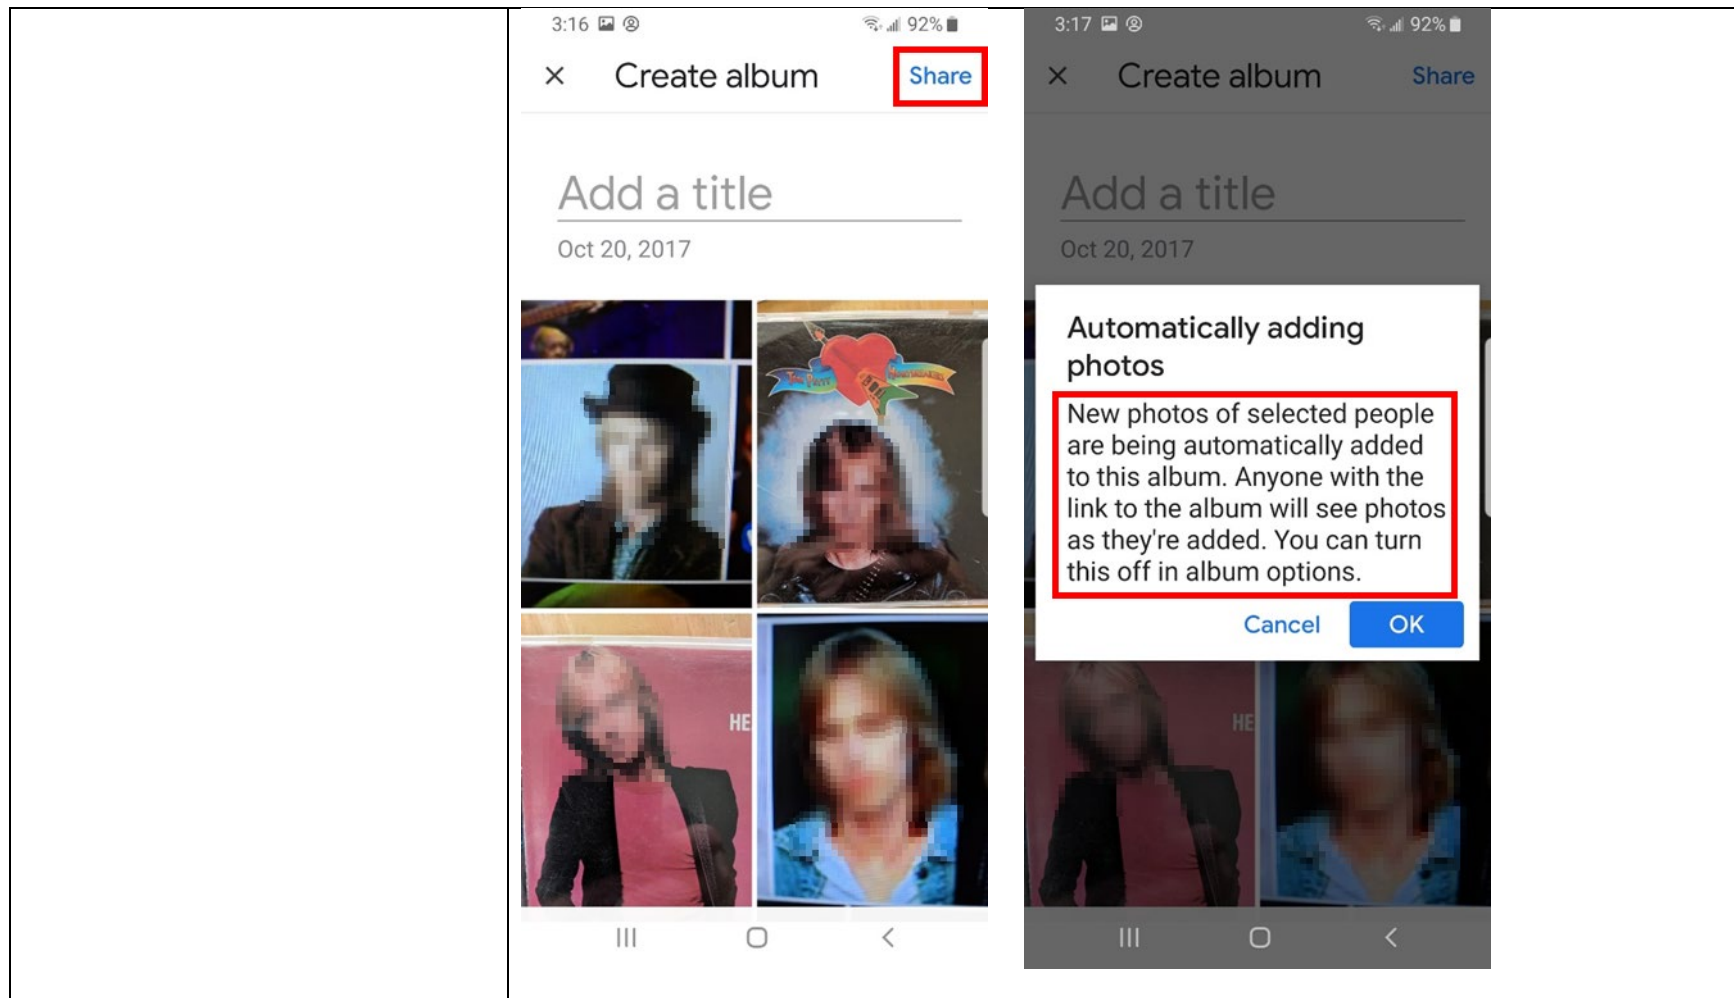 3:16 92%
Create album Share
Add a title
Oct 20, 2017
TOM PETTY HEARTBREAKERS
HE
3:17 92%
Create album Share
Add a title
Oct 20, 2017
Automatically adding
photos
New photos of selected people
are being automatically added
to this album. Anyone with the
link to the album will see photos
as they're added. You can turn
this off in album options.
Cancel OK
HE